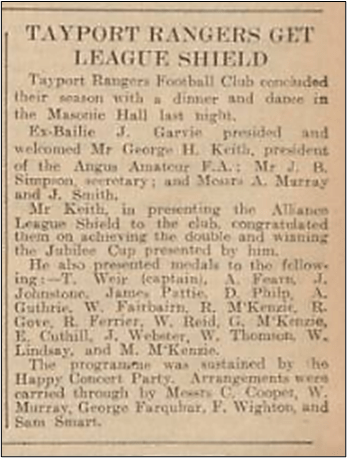 TAYPORT RANGERS GET
LEAGUE SHIELD
Tayport Rangers Football Club concluded
their season with a dinner and dance in
the Masonic Hall last night.
Ex-Bailie J. Garvie presided and
welcomed Mr George H. Keith, president
of the Angus Amateur F.A.; Mr J. B.
Simpson, secretary; and Messrs A. Murray
and J. Smith.
Mr Keith, in presenting the Alliance
League Shield to the club, congratulated
them on achieving the double and winning
the Jubilee Cup presented by him.
He also presented medals to the follow-
ing:—T. Weir (captain), A. Fearn, J.
Johnstone, James Pattie, D. Philp, A.
Guthrie, W. Fairbairn, R. M'Kenzie, R.
Gove, R. Ferrier, W. Reid, G. M'Kenzie,
E. Cuthill, J. Webster, W. Thomson, W.
Lindsay, and M. M'Kenzie.
The programme was sustained by the
Happy Concert Party. Arrangements were
carried through by Messrs C. Cooper, W.
Murray, George Farquhar, F. Wighton, and
Sam Smart.